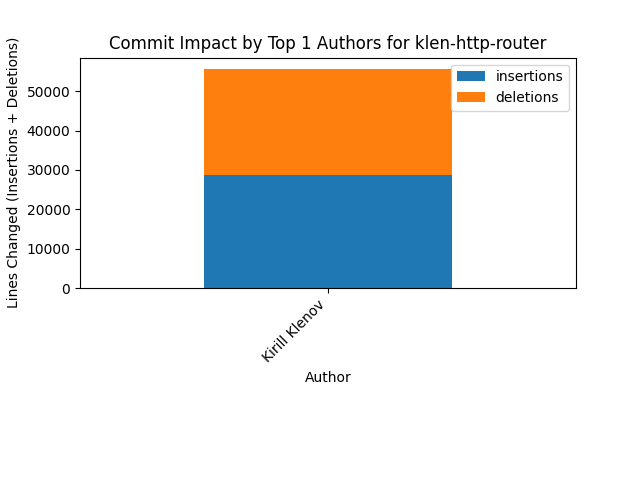 Commit Impact by Top 1 Authors for klen-http-router
insertions
deletions
Lines Changed (Insertions + Deletions)
50000
40000
30000
20000
10000
0
Kirill Klenov
Author